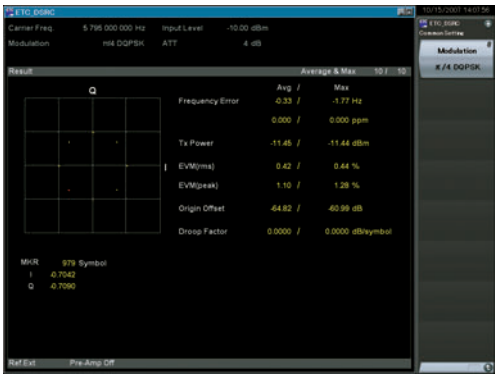 ETC_DSRC
10/15/2007 14:01:56
Carrier Freq. 5 795 000 000 Hz Input Level -10.00 dBm
Modulation π/4 DQPSK ATT 4 dB
ETC_DSRC
Common Setting
Modulation
π/4 DQPSK
Result Average & Max 10 / 10
Q
I
Avg / Max
Frequency Error -0.33 / -1.77 Hz
0.000 / 0.000 ppm
Tx Power -11.45 / -11.44 dBm
EVM(rms) 0.42 / 0.44 %
EVM(peak) 1.10 / 1.28 %
Origin Offset -64.82 / -60.99 dB
Droop Factor 0.0000 / 0.0000 dB/symbol
MKR 979 Symbol
I -0.7042
Q -0.7090
Ref.Ext Pre-Amp Off